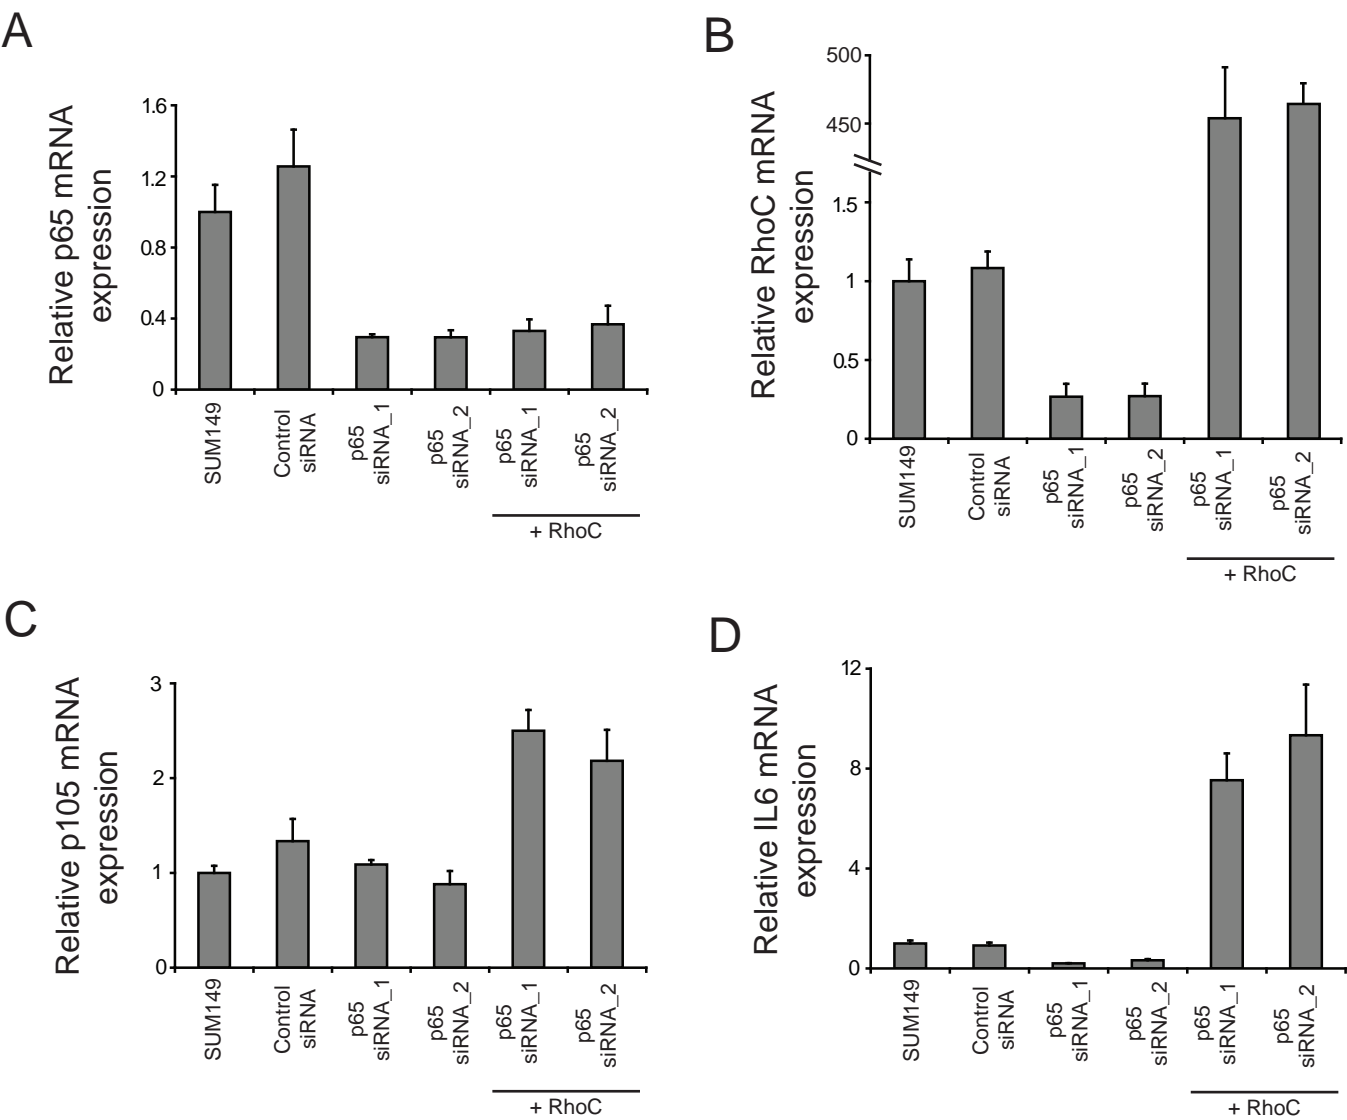 A
Relative p65 mRNA
expression
1.6
1.2
0.8
0.4
0
SUM149
Control
siRNA
p65
siRNA_1
p65
siRNA_2
p65
siRNA_1
p65
siRNA_2
+ RhoC
B
Relative RhoC mRNA
expression
500
450
1.5
1
0.5
0
SUM149
Control
siRNA
p65
siRNA_1
p65
siRNA_2
p65
siRNA_1
p65
siRNA_2
+ RhoC
C
Relative p105 mRNA
expression
3
2
1
0
SUM149
Control
siRNA
p65
siRNA_1
p65
siRNA_2
p65
siRNA_1
p65
siRNA_2
+ RhoC
D
Relative IL6 mRNA
expression
12
8
4
0
SUM149
Control
siRNA
p65
siRNA_1
p65
siRNA_2
p65
siRNA_1
p65
siRNA_2
+ RhoC